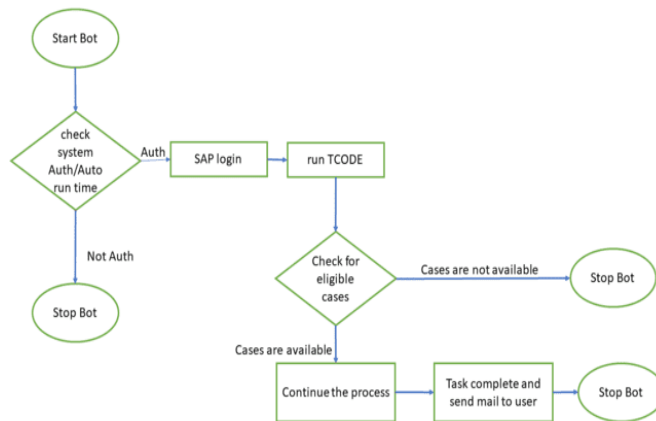 Start Bot
check
system
Auth/Auto
run time
Auth
SAP login
run TCODE
Not Auth
Stop Bot
Check for
eligible
cases
Cases are not available
Stop Bot
Cases are available
Continue the process
Task complete and
send mail to user
Stop Bot